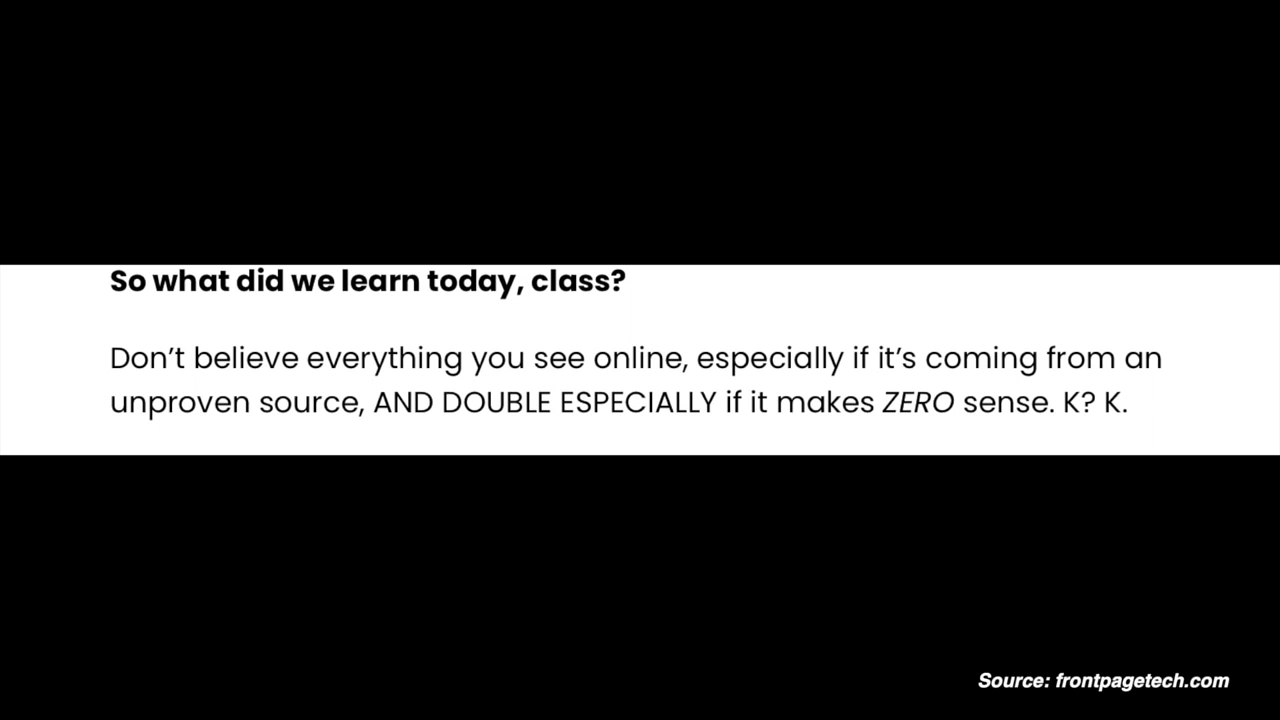 So what did we learn today, class?
Don’t believe everything you see online, especially if it’s coming from an
unproven source, AND DOUBLE ESPECIALLY if it makes ZERO sense. K? K.
Source: frontpagetech.com